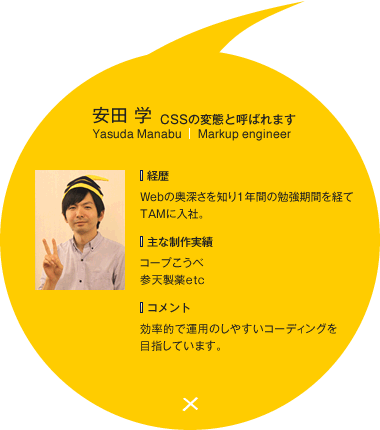 安田 学 CSSの変態と呼ばれます
Yasuda Manabu | Markup engineer
経歴
Webの奥深さを知り1年間の勉強期間を経て
TAMに入社。
主な制作実績
コープこうべ
参天製薬etc
コメント
効率的で運用のしやすいコーディングを
目指しています。